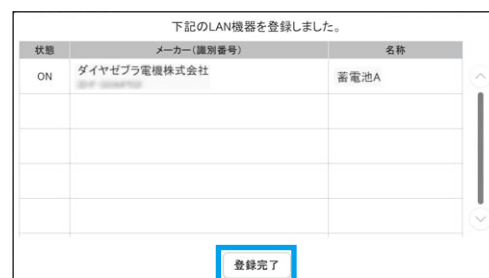 下記のLAN機器を登録しました。
状態 メーカー(識別番号) 名称
ON ダイヤゼブラ電機株式会社 蓄電池A
登録完了